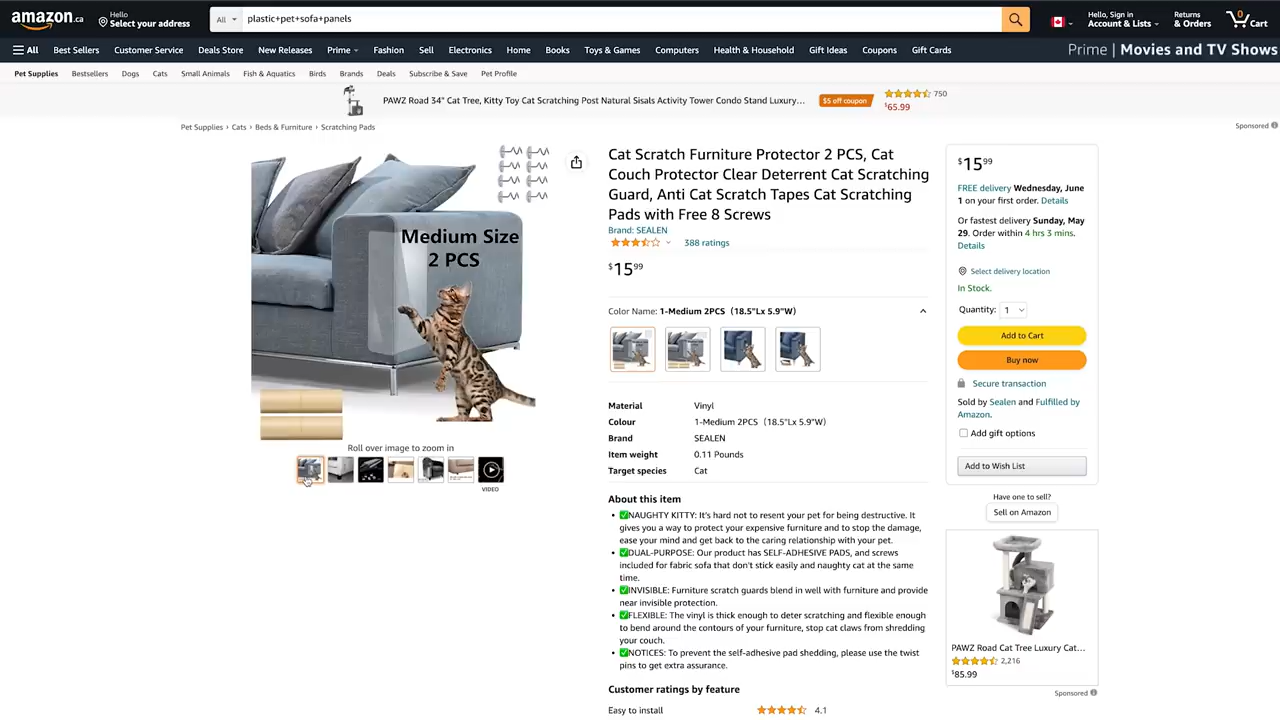 amazon.ca
Hello
Select your address
All
plastic+pet+sofa+panels
Hello, Sign in
Account & Lists
Returns
& Orders
0
Cart
All
Best Sellers
Customer Service
Deals Store
New Releases
Prime
Fashion
Sell
Electronics
Home
Books
Toys & Games
Computers
Health & Household
Gift Ideas
Coupons
Gift Cards
Prime | Movies and TV Shows
Pet Supplies
Bestsellers
Dogs
Cats
Small Animals
Fish & Aquatics
Birds
Brands
Deals
Subscribe & Save
Pet Profile
PAWZ Road 34" Cat Tree, Kitty Toy Cat Scratching Post Natural Sisals Activity Tower Condo Stand Luxury...
$5 off coupon
750
$65.99
Pet Supplies › Cats › Beds & Furniture › Scratching Pads
Sponsored
Medium Size
2 PCS
Roll over image to zoom in
VIDEO
Cat Scratch Furniture Protector 2 PCS, Cat
Couch Protector Clear Deterrent Cat Scratching
Guard, Anti Cat Scratch Tapes Cat Scratching
Pads with Free 8 Screws
Brand: SEALEN
388 ratings
$15 99
Color Name: 1-Medium 2PCS（18.5"Lx 5.9"W）
Material Vinyl
Colour 1-Medium 2PCS（18.5"Lx 5.9"W）
Brand SEALEN
Item weight 0.11 Pounds
Target species Cat
About this item
• ✅NAUGHTY KITTY: It's hard not to resent your pet for being destructive. It
gives you a way to protect your expensive furniture and to stop the damage,
ease your mind and get back to the caring relationship with your pet.
• ✅DUAL-PURPOSE: Our product has SELF-ADHESIVE PADS, and screws
included for fabric sofa that don't stick easily and naughty cat at the same
time.
• ✅INVISIBLE: Furniture scratch guards blend in well with furniture and provide
near invisible protection.
• ✅FLEXIBLE: The vinyl is thick enough to deter scratching and flexible enough
to bend around the contours of your furniture, stop cat claws from shredding
your couch.
• ✅NOTICES: To prevent the self-adhesive pad shedding, please use the twist
pins to get extra assurance.
Customer ratings by feature
Easy to install 4.1
$15 99
FREE delivery Wednesday, June
1 on your first order. Details
Or fastest delivery Sunday, May
29. Order within 4 hrs 3 mins.
Details
Select delivery location
In Stock.
Quantity: 1
Add to Cart
Buy now
Secure transaction
Sold by Sealen and Fulfilled by
Amazon.
Add gift options
Add to Wish List
Have one to sell?
Sell on Amazon
PAWZ Road Cat Tree Luxury Cat...
2,216
$85.99
Sponsored